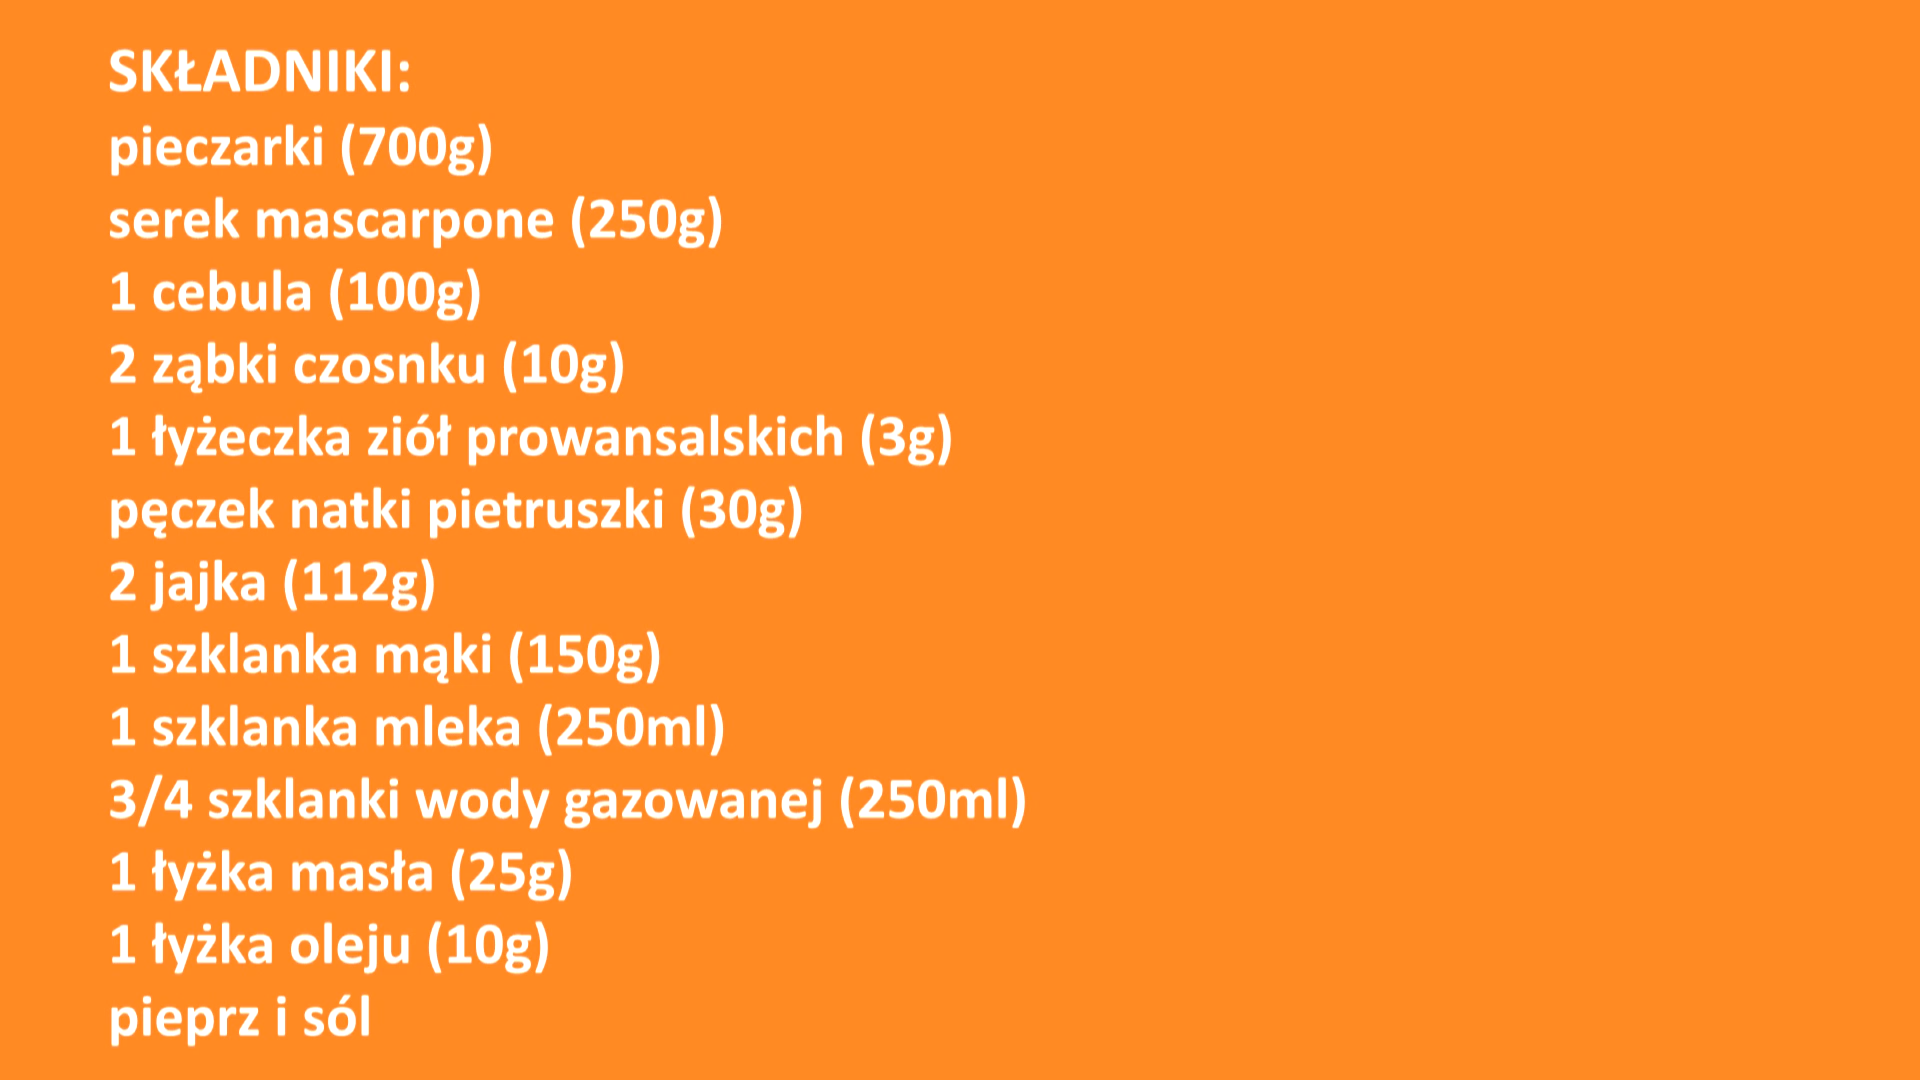 SKŁADNIKI:
pieczarki (700g)
serek mascarpone (250g)
1 cebula (100g)
2 ząbki czosnku (10g)
1 łyżeczka ziół prowansalskich (3g)
pęczek natki pietruszki (30g)
2 jajka (112g)
1 szklanka mąki (150g)
1 szklanka mleka (250ml)
3/4 szklanki wody gazowanej (250ml)
1 łyżka masła (25g)
1 łyżka oleju (10g)
pieprz i sól